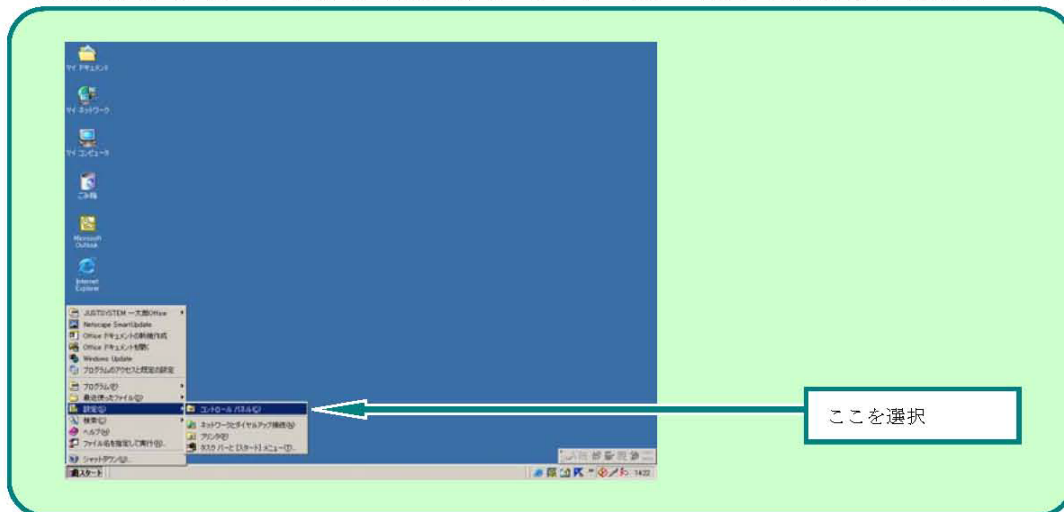 マイ ドキュメント
マイ ネットワーク
マイ コンピュータ
ごみ箱
Microsoft
Outlook
Internet
Explorer
JUSTSYSTEM 一太郎Office
Netscape SmartUpdate
Office ドキュメントの新規作成
Office ドキュメントを開く
Windows Update
プログラムのアクセスと既定の設定
プログラム(P)
最近使ったファイル(D)
設定(S)
コントロール パネル(C)
ネットワークとダイヤルアップ接続(N)
プリンタ(P)
タスク バーと [スタート] メニュー(T)...
検索(C)
ヘルプ(H)
ファイル名を指定して実行(R)...
シャットダウン(U)...
スタート
14:22
ここを選択